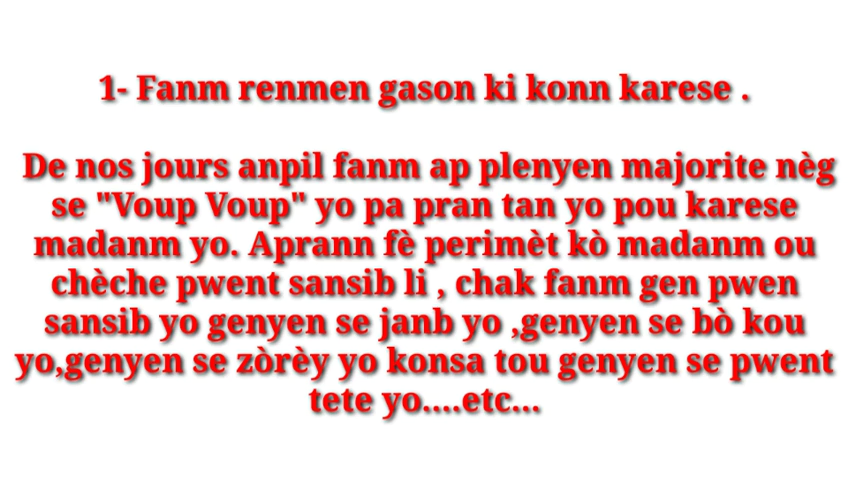 1- Fanm renmen gason ki konn karese .
De nos jours anpil fanm ap plenyen majorite nèg
se "Voup Voup" yo pa pran tan yo pou karese
madanm yo. Aprann fè perimèt kò madanm ou
chèche pwent sansib li , chak fanm gen pwen
sansib yo genyen se janb yo ,genyen se bò kou
yo,genyen se zòrèy yo konsa tou genyen se pwent
tete yo....etc...